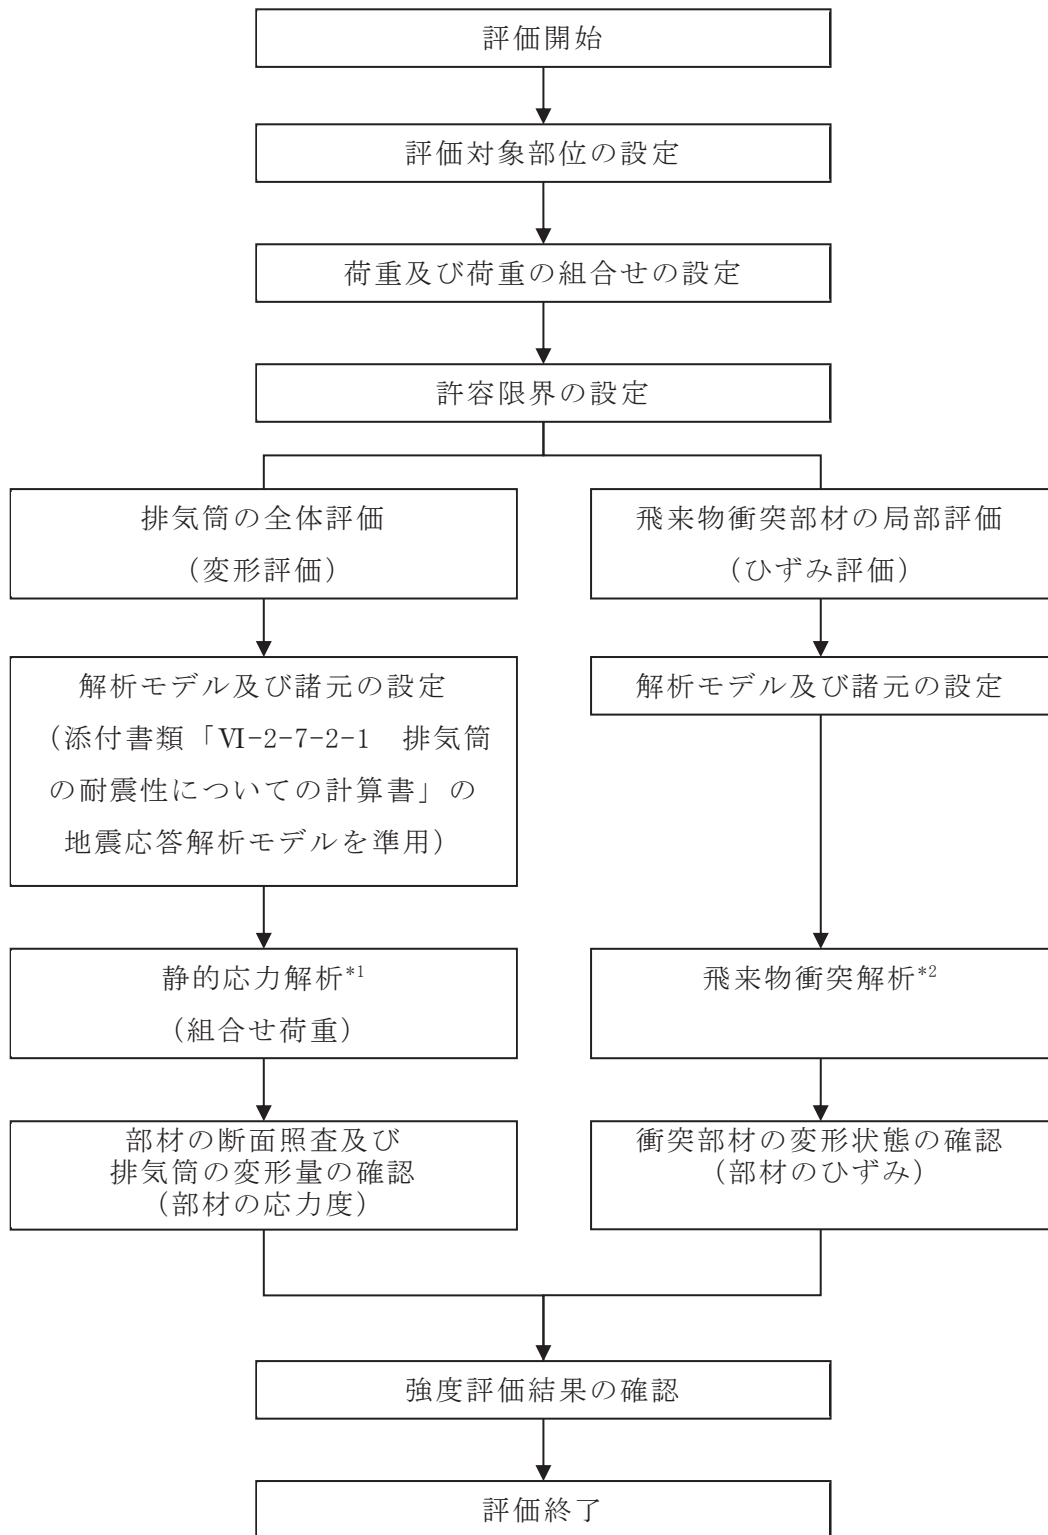 評価開始
評価対象部位の設定
荷重及び荷重の組合せの設定
許容限界の設定
排気筒の全体評価
（変形評価）
解析モデル及び諸元の設定
（添付書類「Ⅵ-2-7-2-1　排気筒
の耐震性についての計算書」の
地震応答解析モデルを準用）
静的応力解析*1
（組合せ荷重）
部材の断面照査及び
排気筒の変形量の確認
（部材の応力度）
飛来物衝突部材の局部評価
（ひずみ評価）
解析モデル及び諸元の設定
飛来物衝突解析*2
衝突部材の変形状態の確認
（部材のひずみ）
強度評価結果の確認
評価終了